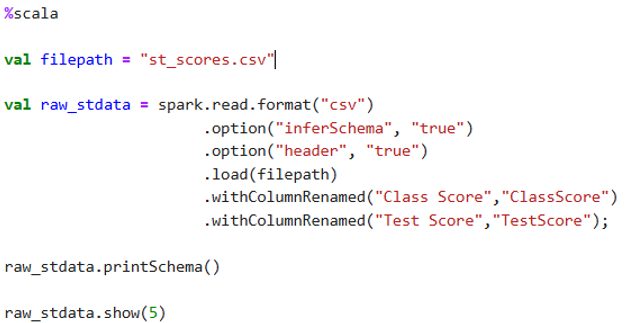 %scala
val filepath = "st_scores.csv"
val raw_stdata = spark.read.format("csv")
.option("inferSchema", "true")
.option("header", "true")
.load(filepath)
.withColumnRenamed("Class Score","ClassScore")
.withColumnRenamed("Test Score","TestScore");
raw_stdata.printSchema()
raw_stdata.show(5)